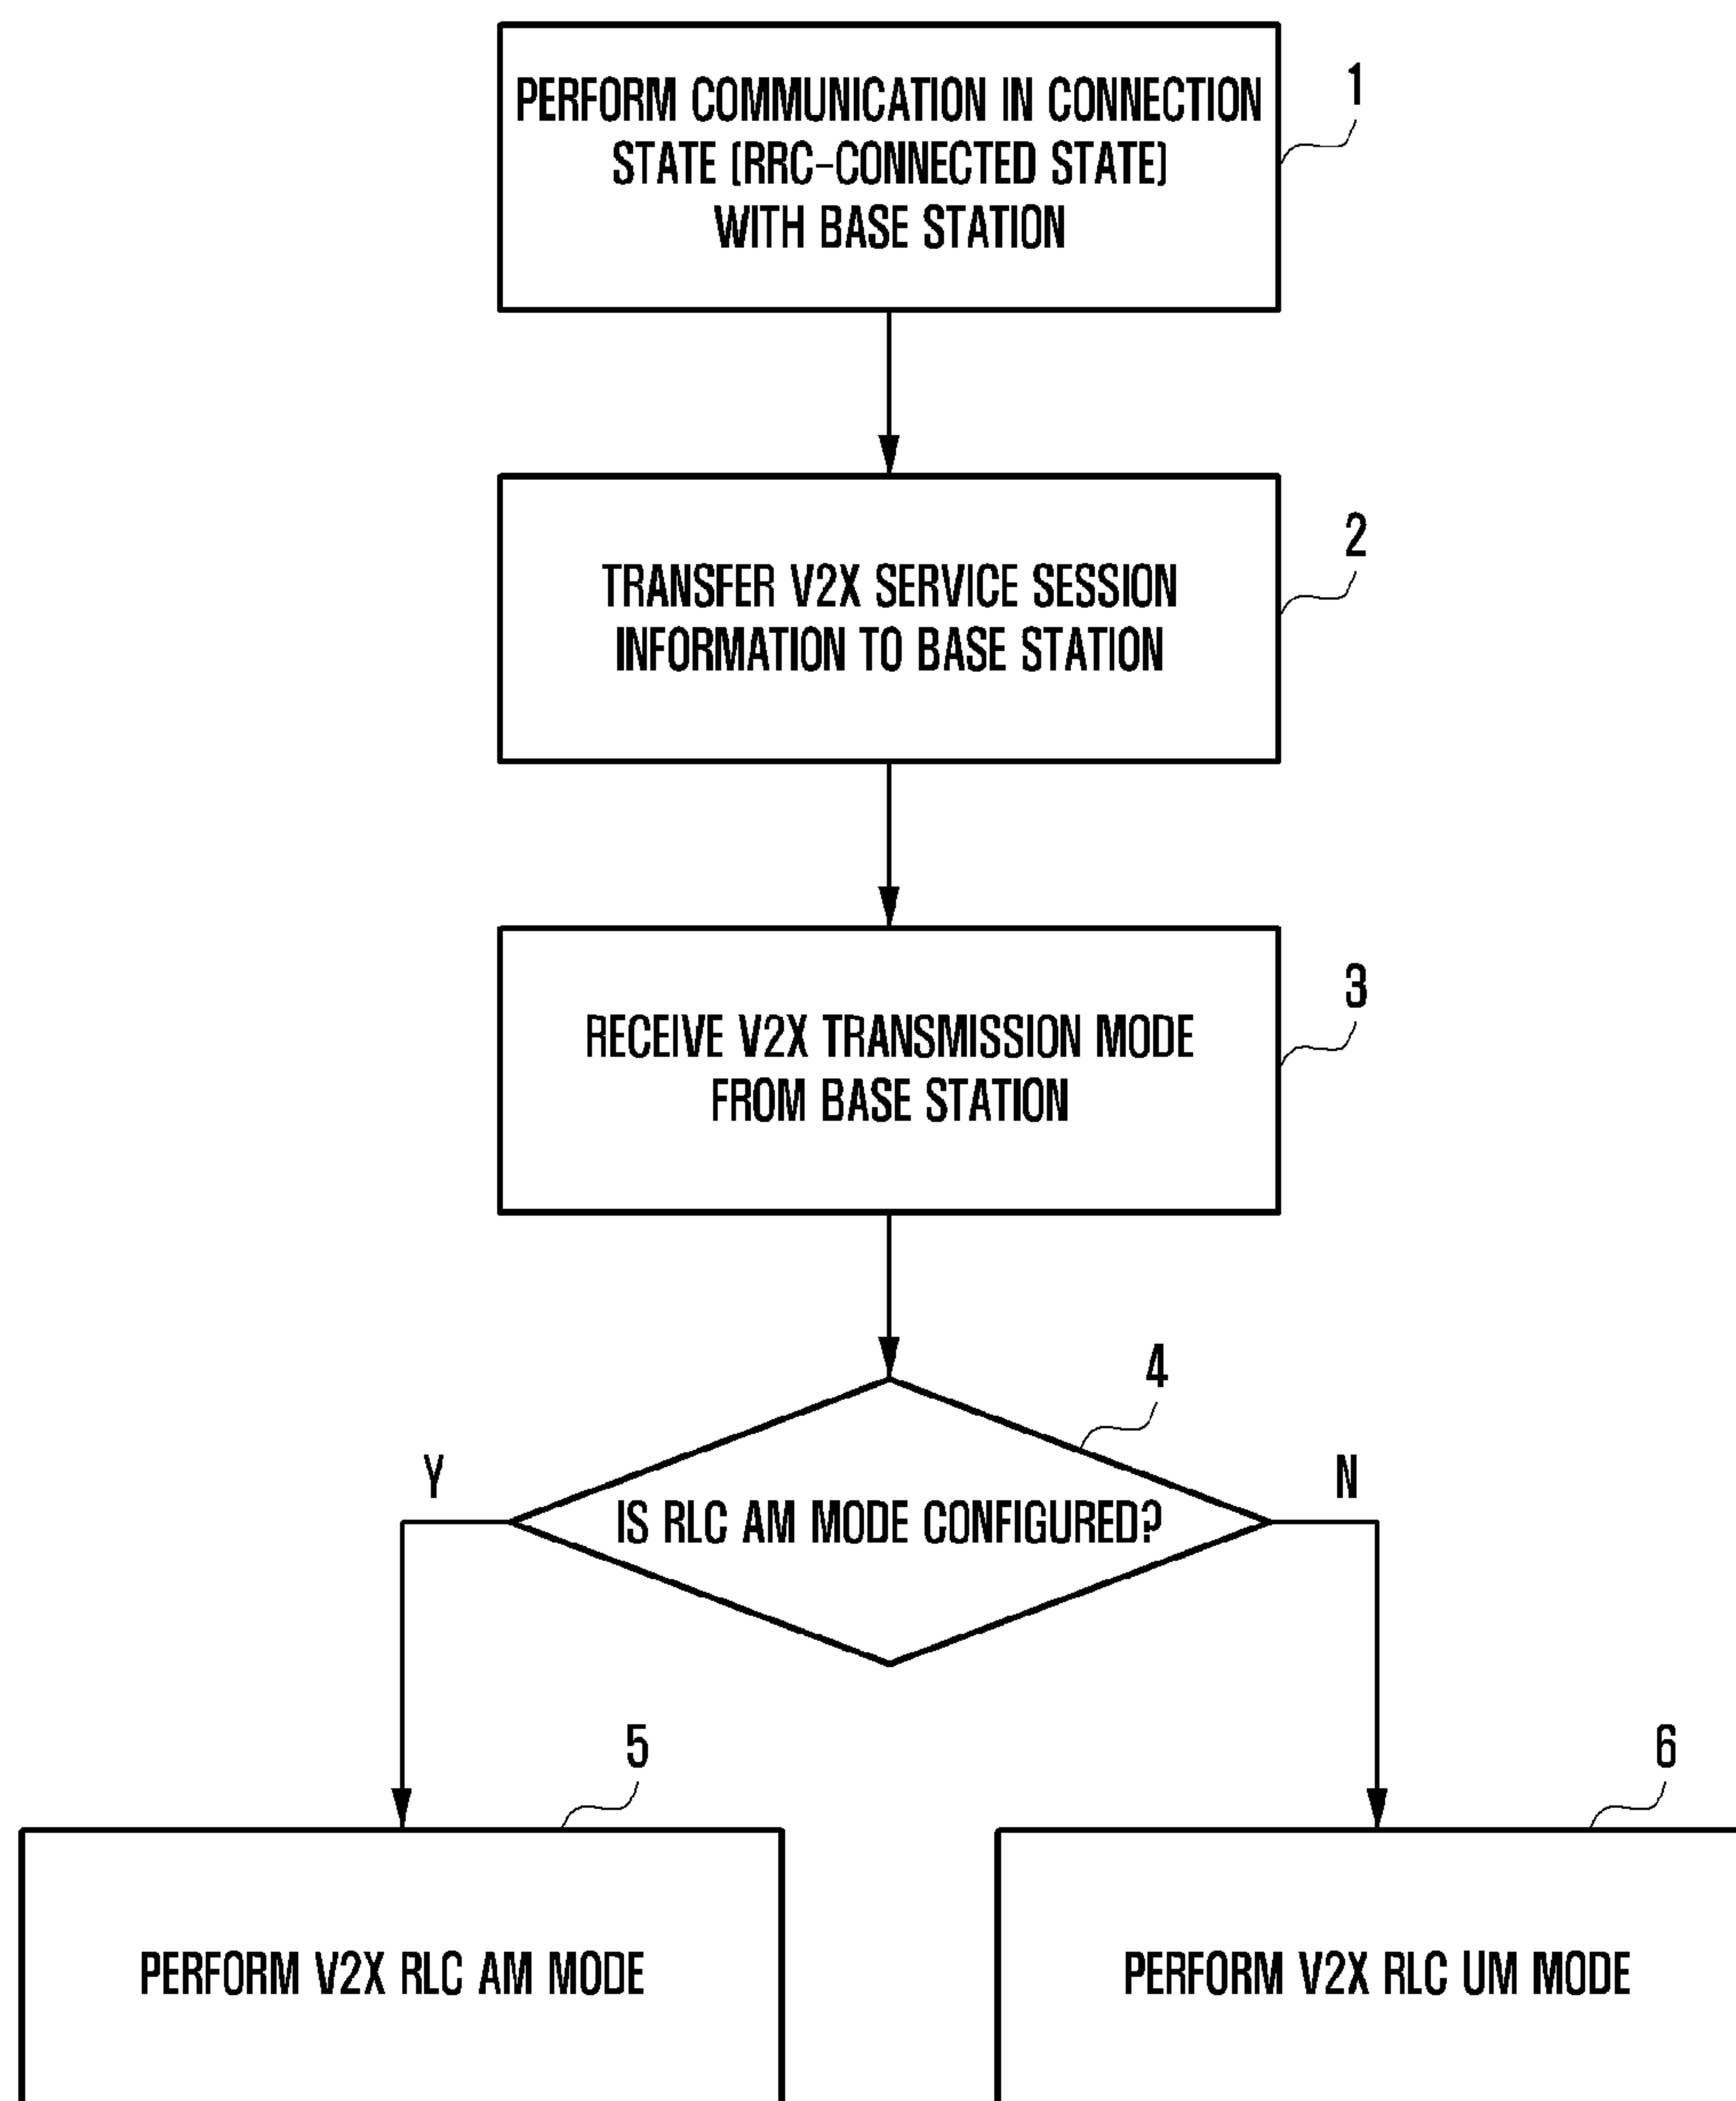 PERFORM COMMUNICATION IN CONNECTION
STATE (RRC-CONNECTED STATE)
WITH BASE STATION
1
TRANSFER V2X SERVICE SESSION
INFORMATION TO BASE STATION
2
RECEIVE V2X TRANSMISSION MODE
FROM BASE STATION
3
4
Y
IS RLC AM MODE CONFIGURED?
N
5
6
PERFORM V2X RLC AM MODE
PERFORM V2X RLC UM MODE